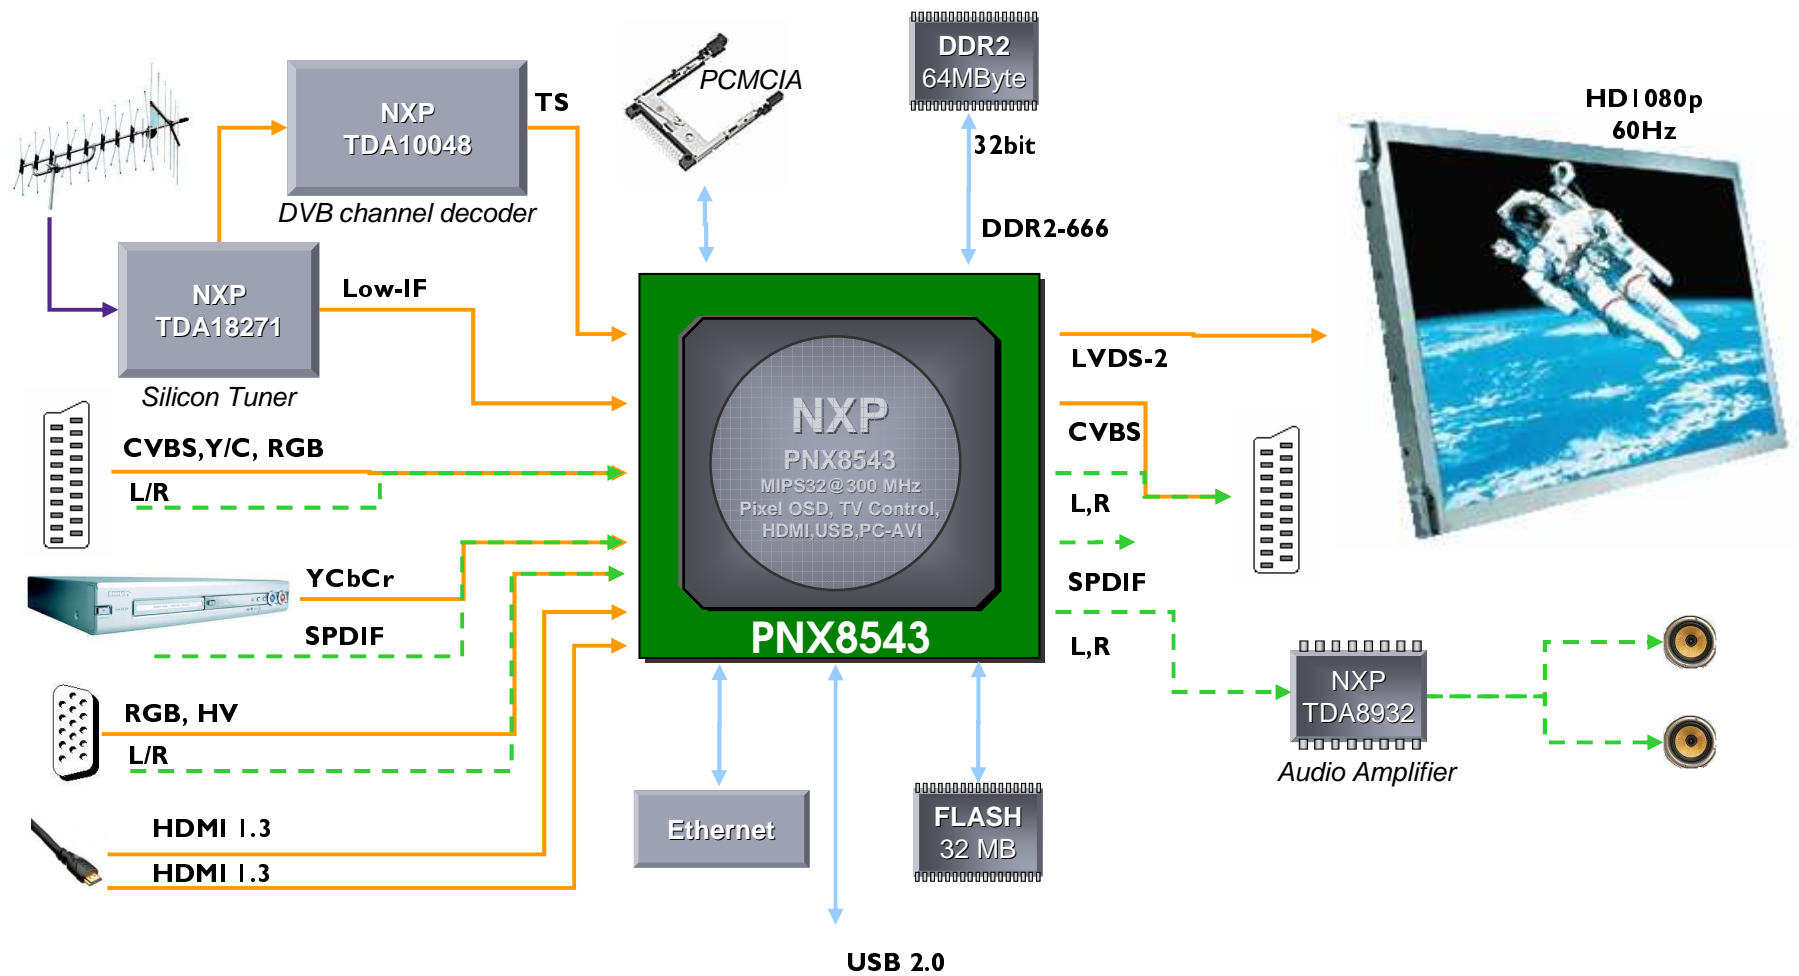 PCMCIA
DDR2
64MByte
32bit
DDR2-666
HD1080p
60Hz
NXP
TDA10048
TS
DVB channel decoder
NXP
TDA18271
Low-IF
Silicon Tuner
CVBS,Y/C, RGB
L/R
YCbCr
SPDIF
RGB, HV
L/R
HDMI 1.3
HDMI 1.3
NXP
PNX8543
MIPS32@300 MHz
Pixel OSD, TV Control,
HDMI,USB,PC-AVI
PNX8543
LVDS-2
CVBS
L,R
SPDIF
L,R
NXP
TDA8932
Audio Amplifier
Ethernet
FLASH
32 MB
USB 2.0